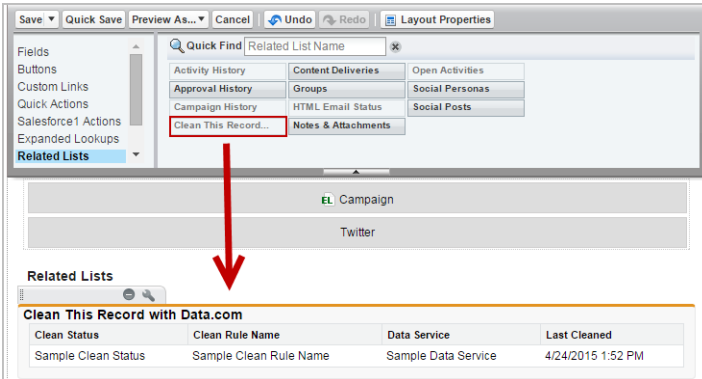 Save Quick Save Preview As... Cancel Undo Redo Layout Properties
Fields
Buttons
Custom Links
Quick Actions
Salesforce1 Actions
Expanded Lookups
Related Lists
Quick Find Related List Name
Activity History Content Deliveries Open Activities
Approval History Groups Social Personas
Campaign History HTML Email Status Social Posts
Clean This Record... Notes & Attachments
EL Campaign
Twitter
Related Lists
Clean This Record with Data.com
Clean Status Clean Rule Name Data Service Last Cleaned
Sample Clean Status Sample Clean Rule Name Sample Data Service 4/24/2015 1:52 PM